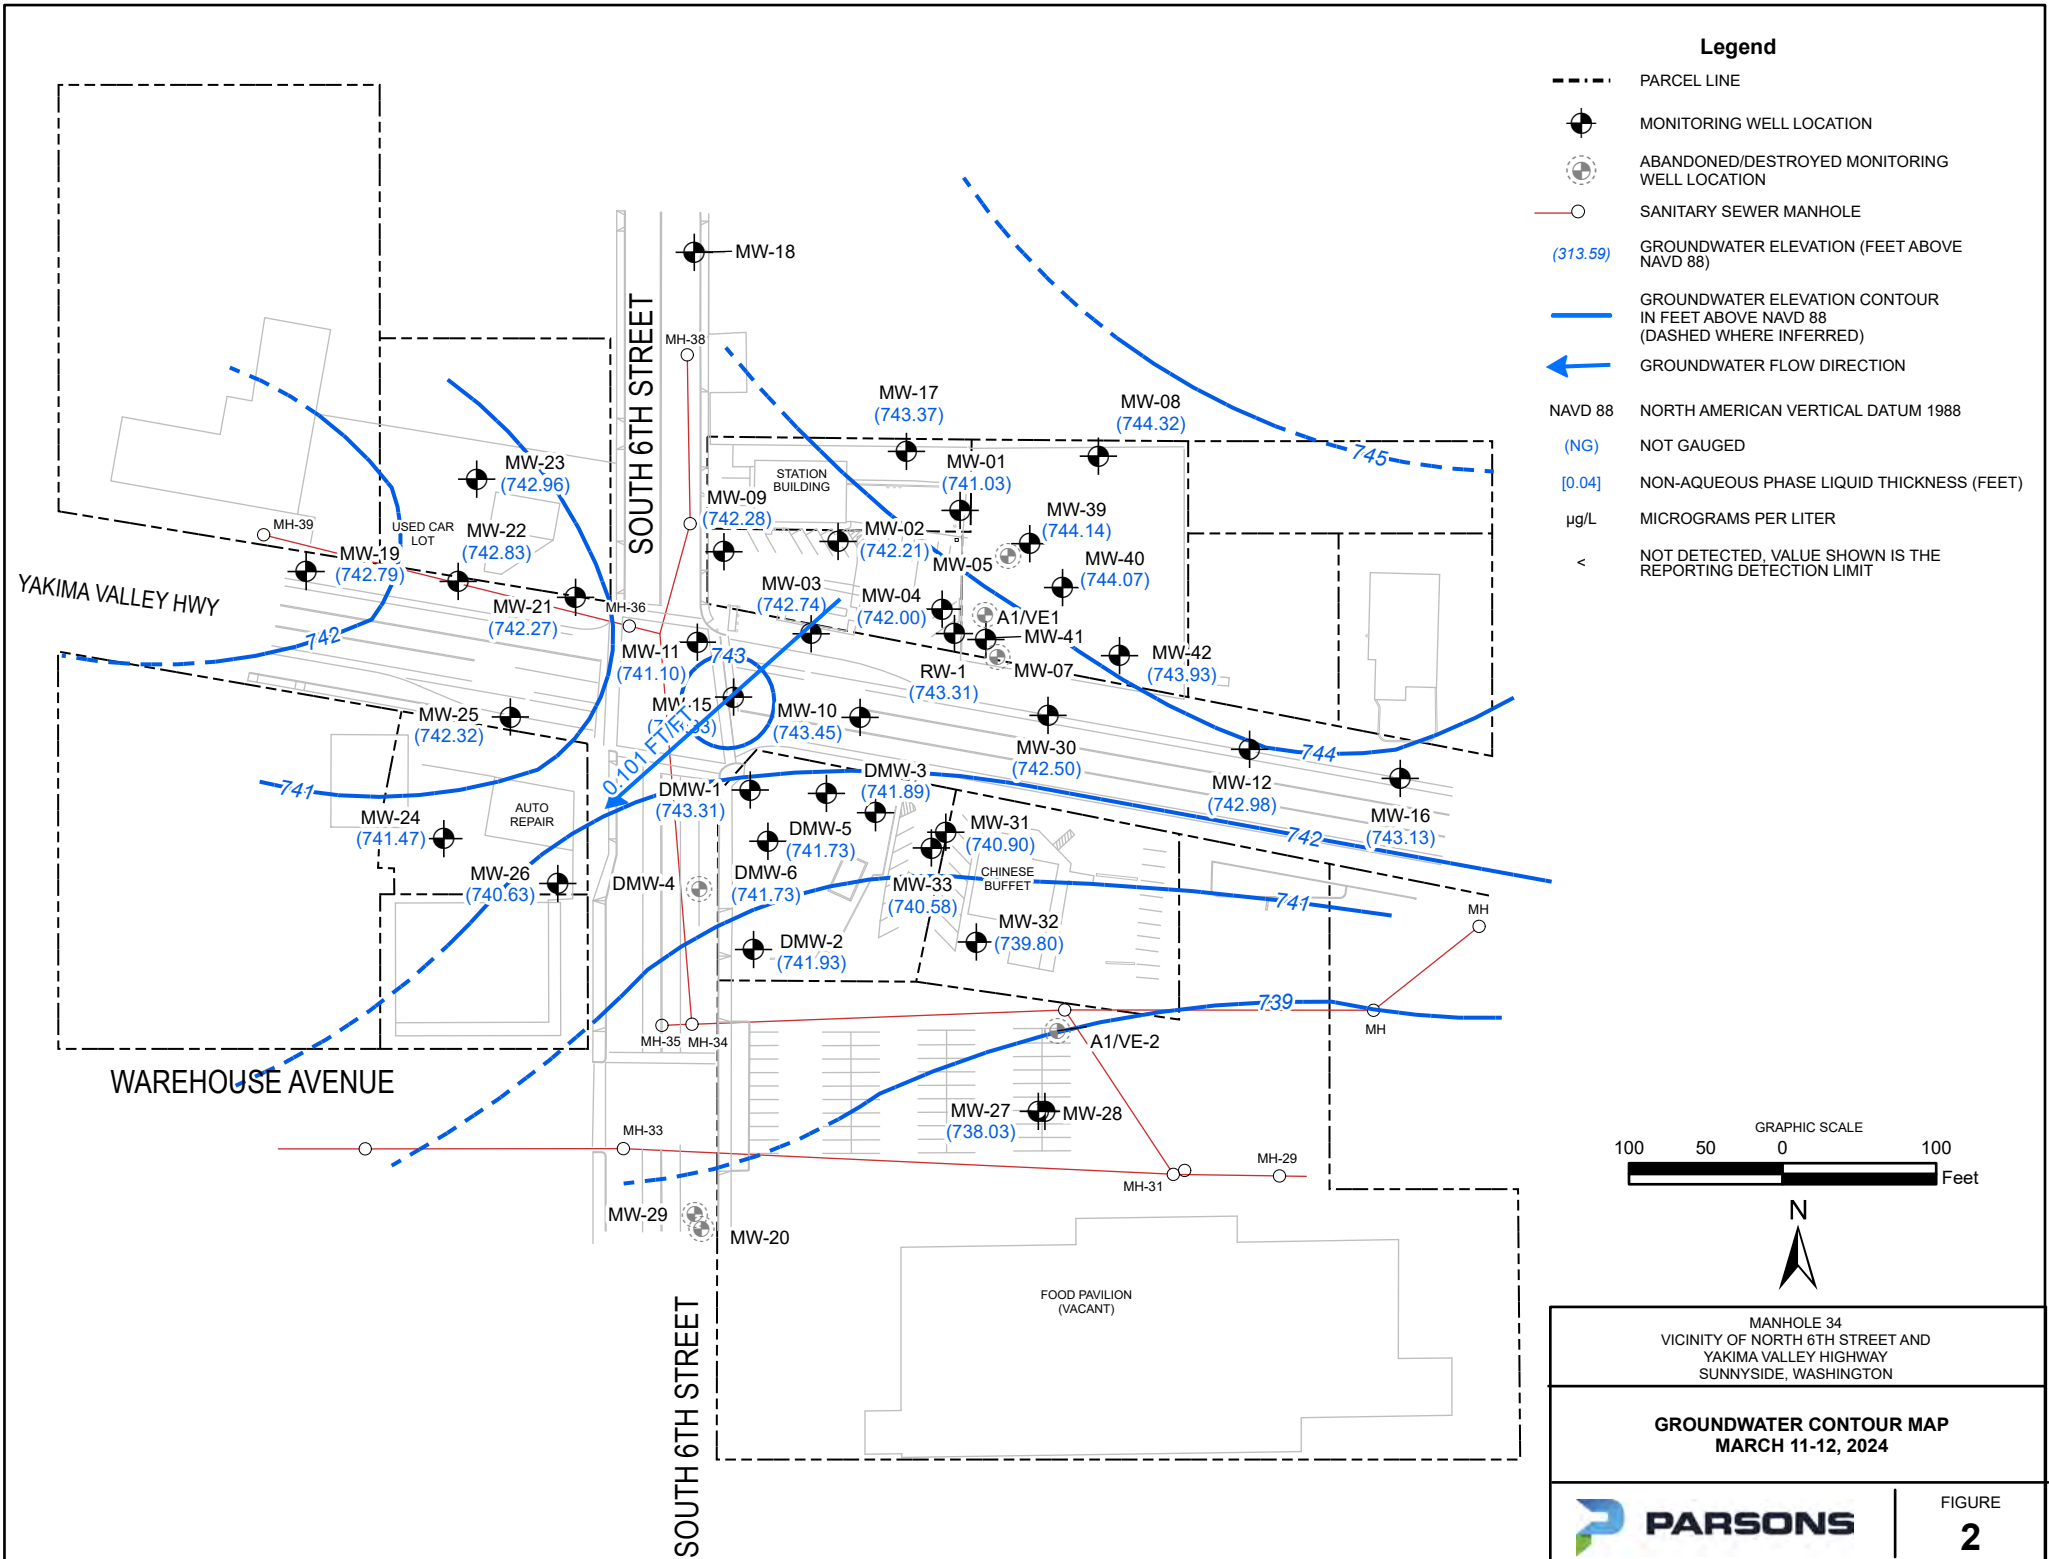 Legend
PARCEL LINE
MONITORING WELL LOCATION
ABANDONED/DESTROYED MONITORING
WELL LOCATION
SANITARY SEWER MANHOLE
(313.59)
GROUNDWATER ELEVATION (FEET ABOVE
NAVD 88)
GROUNDWATER ELEVATION CONTOUR
IN FEET ABOVE NAVD 88
(DASHED WHERE INFERRED)
GROUNDWATER FLOW DIRECTION
NAVD 88 NORTH AMERICAN VERTICAL DATUM 1988
(NG) NOT GAUGED
[0.04] NON-AQUEOUS PHASE LIQUID THICKNESS (FEET)
µg/L MICROGRAMS PER LITER
< NOT DETECTED, VALUE SHOWN IS THE
REPORTING DETECTION LIMIT
MW-18
SOUTH 6TH STREET
MH-38
MW-17
(743.37)
MW-08
(744.32)
745
MW-23
(742.96)
STATION
BUILDING
MW-01
(741.03)
MW-09
(742.28)
MW-39
(744.14)
MH-39
USED CAR
LOT
MW-22
(742.83)
MW-02
(742.21)
MW-19
(742.79)
MW-05
MW-40
(744.07)
YAKIMA VALLEY HWY
MW-03
(742.74)
MW-04
(742.00)
MW-21
(742.27)
MH-36
A1/VE1
742
MW-41
MW-11
(741.10)
743
MW-42
(743.93)
RW-1
(743.31)
MW-07
MW-15
MW-25
(742.32)
MW-10
(743.45)
0.101 FT/FT
MW-30
(742.50)
744
741
DMW-1
(743.31)
DMW-3
(741.89)
MW-12
(742.98)
AUTO
REPAIR
MW-24
(741.47)
DMW-5
(741.73)
MW-31
(740.90)
742
MW-16
(743.13)
MW-26
(740.63)
DMW-4
DMW-6
(741.73)
MW-33
(740.58)
CHINESE
BUFFET
741
MH
DMW-2
(741.93)
MW-32
(739.80)
739
MH
MH-35
MH-34
A1/VE-2
WAREHOUSE AVENUE
MW-27
(738.03)
MW-28
MH-33
MH-31
MH-29
MW-29
MW-20
FOOD PAVILION
(VACANT)
SOUTH 6TH STREET
GRAPHIC SCALE
100 50 0 100
Feet
N
MANHOLE 34
VICINITY OF NORTH 6TH STREET AND
YAKIMA VALLEY HIGHWAY
SUNNYSIDE, WASHINGTON
GROUNDWATER CONTOUR MAP
MARCH 11-12, 2024
PARSONS
FIGURE
2